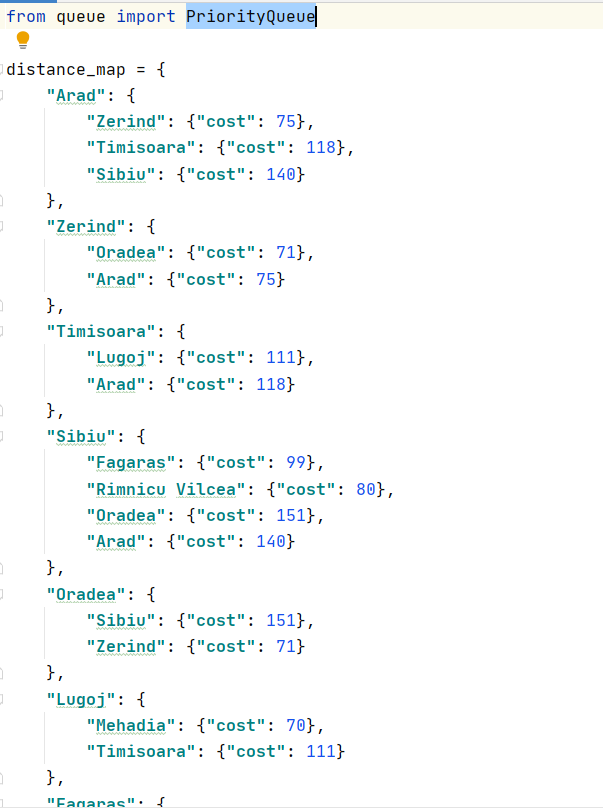 from queue import PriorityQueue
distance_map = {
    "Arad": {
        "Zerind": {"cost": 75},
        "Timisoara": {"cost": 118},
        "Sibiu": {"cost": 140}
    },
    "Zerind": {
        "Oradea": {"cost": 71},
        "Arad": {"cost": 75}
    },
    "Timisoara": {
        "Lugoj": {"cost": 111},
        "Arad": {"cost": 118}
    },
    "Sibiu": {
        "Fagaras": {"cost": 99},
        "Rimnicu Vilcea": {"cost": 80},
        "Oradea": {"cost": 151},
        "Arad": {"cost": 140}
    },
    "Oradea": {
        "Sibiu": {"cost": 151},
        "Zerind": {"cost": 71}
    },
    "Lugoj": {
        "Mehadia": {"cost": 70},
        "Timisoara": {"cost": 111}
    },
    "Fagaras": {